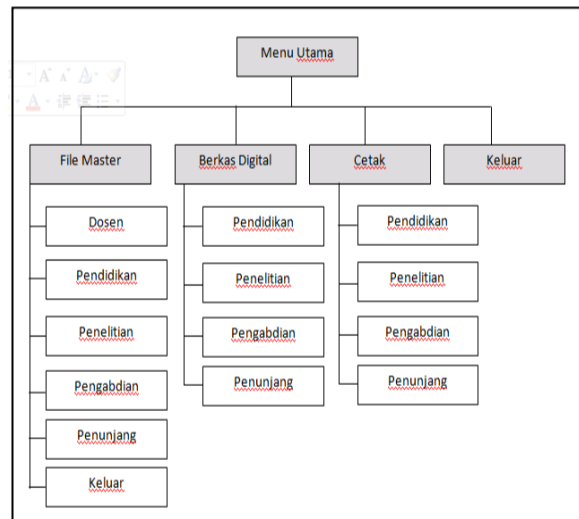 Menu Utama
File Master
Berkas Digital
Cetak
Keluar
Dosen
Pendidikan
Penelitian
Pengabdian
Penunjang
Keluar
Pendidikan
Penelitian
Pengabdian
Penunjang
Pendidikan
Penelitian
Pengabdian
Penunjang